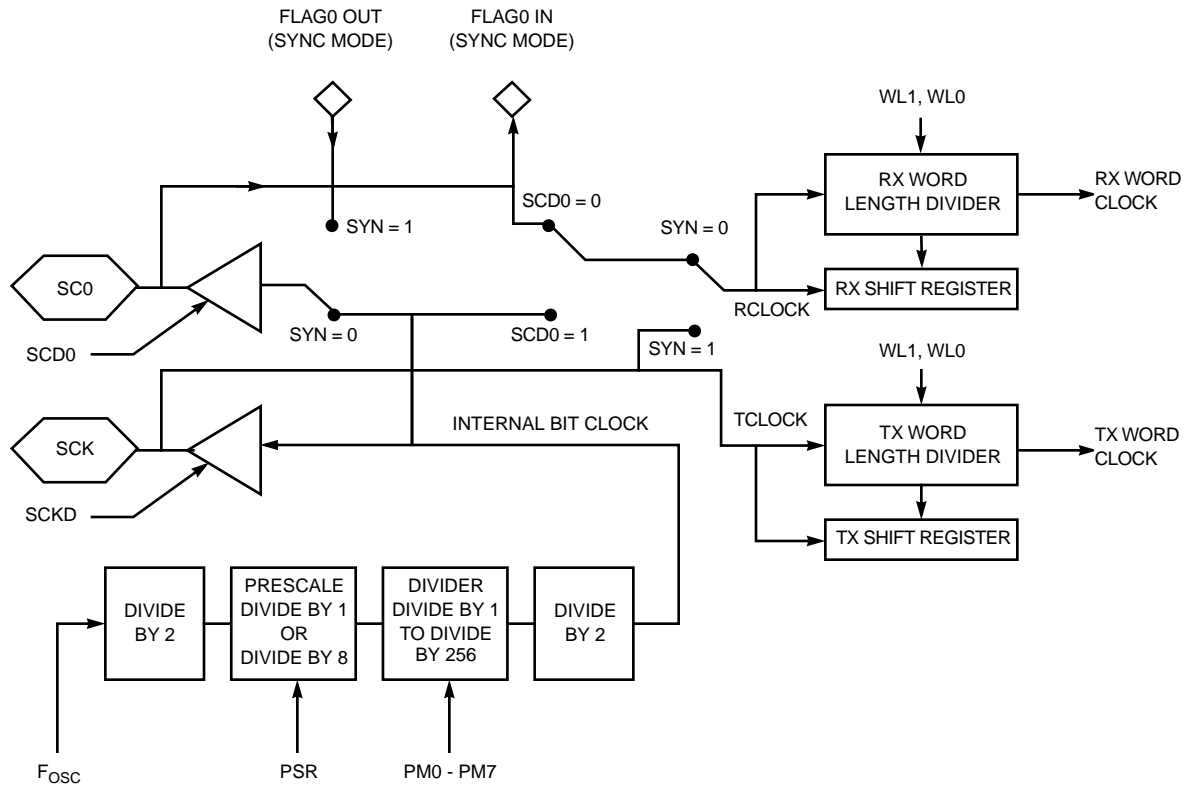 FLAG0 OUT
(SYNC MODE)
FLAG0 IN
(SYNC MODE)
WL1, WL0
RX WORD
LENGTH DIVIDER
RX WORD
CLOCK
SCD0 = 0
SYN = 1
SYN = 0
SC0
RX SHIFT REGISTER
RCLOCK
SYN = 0
SCD0 = 1
SYN = 1
SCD0
WL1, WL0
INTERNAL BIT CLOCK
TCLOCK
TX WORD
LENGTH DIVIDER
TX WORD
CLOCK
SCK
SCKD
TX SHIFT REGISTER
DIVIDE
BY 2
PRESCALE
DIVIDE BY 1
OR
DIVIDE BY 8
DIVIDER
DIVIDE BY 1
TO DIVIDE
BY 256
DIVIDE
BY 2
FOSC
PSR
PM0 - PM7